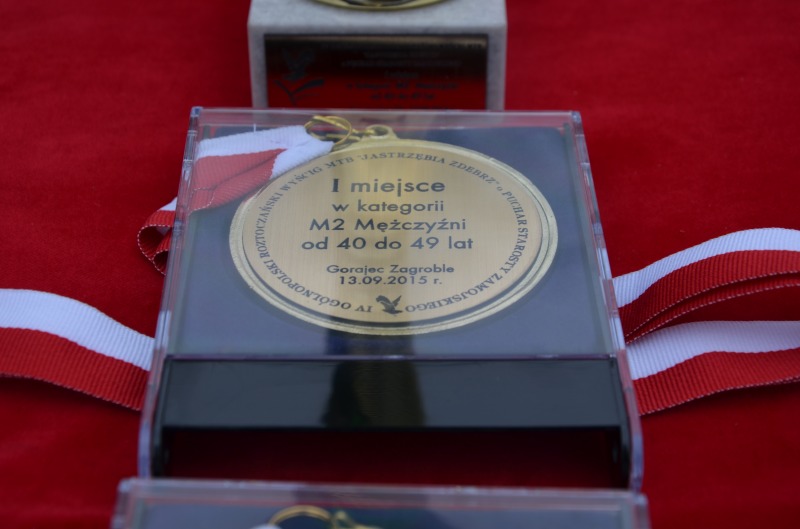 IV OGÓLNOPOLSKI ROZTOCZAŃSKI WYŚCIG MTB "JASTRZĘBIA ZDEBRZ" o PUCHAR STAROSTY ZAMOJSKIEGO
I miejsce
w kategorii
M2 Mężczyźni
od 40 do 49 lat
Gorajec Zagroble
13.09.2015 r.